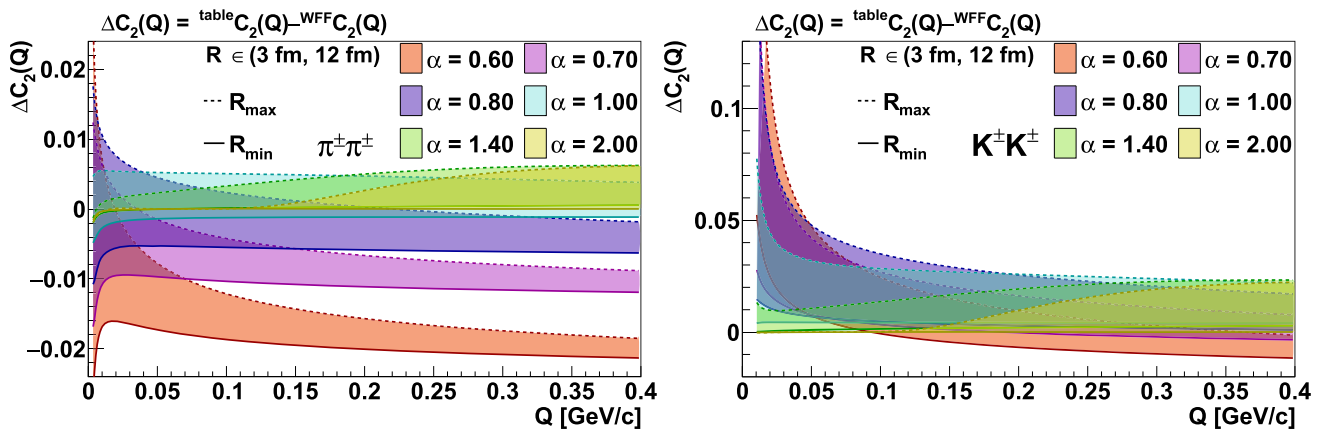 ΔC₂(Q) = ᵗᵃᵇˡᵉC₂(Q)–ᵂᶠᶠC₂(Q)
ΔC₂(Q)
R ∈ (3 fm, 12 fm)
R_max
R_min
π±π±
α = 0.60
α = 0.70
α = 0.80
α = 1.00
α = 1.40
α = 2.00
0.02
0.01
0
−0.01
−0.02
0 0.05 0.1 0.15 0.2 0.25 0.3 0.35 0.4
Q [GeV/c]
ΔC₂(Q) = ᵗᵃᵇˡᵉC₂(Q)–ᵂᶠᶠC₂(Q)
ΔC₂(Q)
R ∈ (3 fm, 12 fm)
R_max
R_min
K±K±
α = 0.60
α = 0.70
α = 0.80
α = 1.00
α = 1.40
α = 2.00
0.1
0.05
0
0 0.05 0.1 0.15 0.2 0.25 0.3 0.35 0.4
Q [GeV/c]